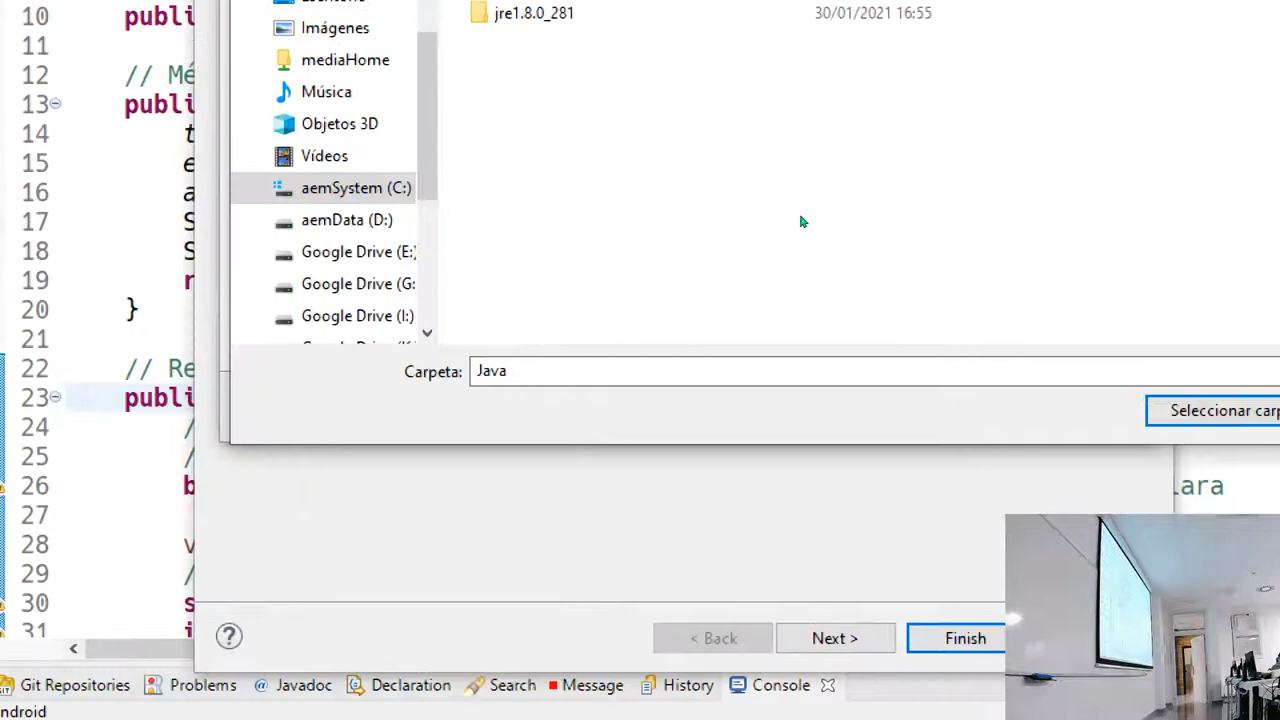 10 publi
jre1.8.0_281 30/01/2021 16:55
11
Imágenes
12 // Mé
mediaHome
13 publi
Música
14 t
Objetos 3D
15 e
Vídeos
16 a
aemSystem (C:)
17 S
aemData (D:)
18 S
Google Drive (E:)
19 r
Google Drive (G:
20 }
Google Drive (I:)
21
22 // Re
Carpeta: Java
23 publi
Seleccionar carp
24 /
25 /
26 b
lara
27
28 v
29 /
30 s
31 i
? < Back Next > Finish
Git Repositories Problems @ Javadoc Declaration Search Message History Console
ndroid